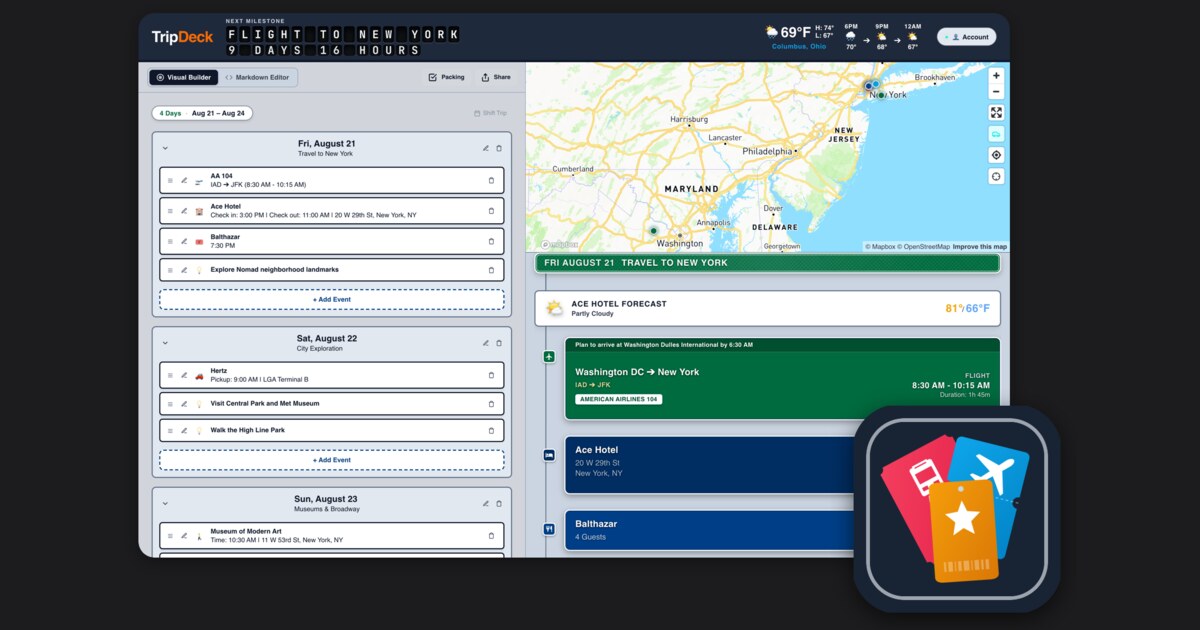 TripDeck
NEXT MILESTONE
FLIGHT TO NEW YORK
9 DAYS 16 HOURS
69°F
H: 74°
L: 67°
Columbus, Ohio
6PM
70°
9PM
68°
12AM
67°
Account
Visual Builder
Markdown Editor
Packing
Share
4 Days · Aug 21 – Aug 24
Shift Trip
Fri, August 21
Travel to New York
AA 104
IAD ➔ JFK (8:30 AM - 10:15 AM)
Ace Hotel
Check in: 3:00 PM | Check out: 11:00 AM | 20 W 29th St, New York, NY
Balthazar
7:30 PM
Explore Nomad neighborhood landmarks
+ Add Event
Sat, August 22
City Exploration
Hertz
Pickup: 9:00 AM | LGA Terminal B
Visit Central Park and Met Museum
Walk the High Line Park
+ Add Event
Sun, August 23
Museums & Broadway
Museum of Modern Art
Time: 10:30 AM | 11 W 53rd St, New York, NY
Brookhaven
New York
Harrisburg
Lancaster
NEW
JERSEY
Philadelphia
Cumberland
MARYLAND
Dover
Annapolis
DELAWARE
Washington
Georgetown
mapbox
© Mapbox © OpenStreetMap Improve this map
FRI AUGUST 21 TRAVEL TO NEW YORK
ACE HOTEL FORECAST
Partly Cloudy
81°/66°F
Plan to arrive at Washington Dulles International by 6:30 AM
Washington DC ➔ New York
IAD ➔ JFK
AMERICAN AIRLINES 104
FLIGHT
8:30 AM - 10:15 AM
Duration: 1h 45m
Ace Hotel
20 W 29th St
New York, NY
Balthazar
4 Guests